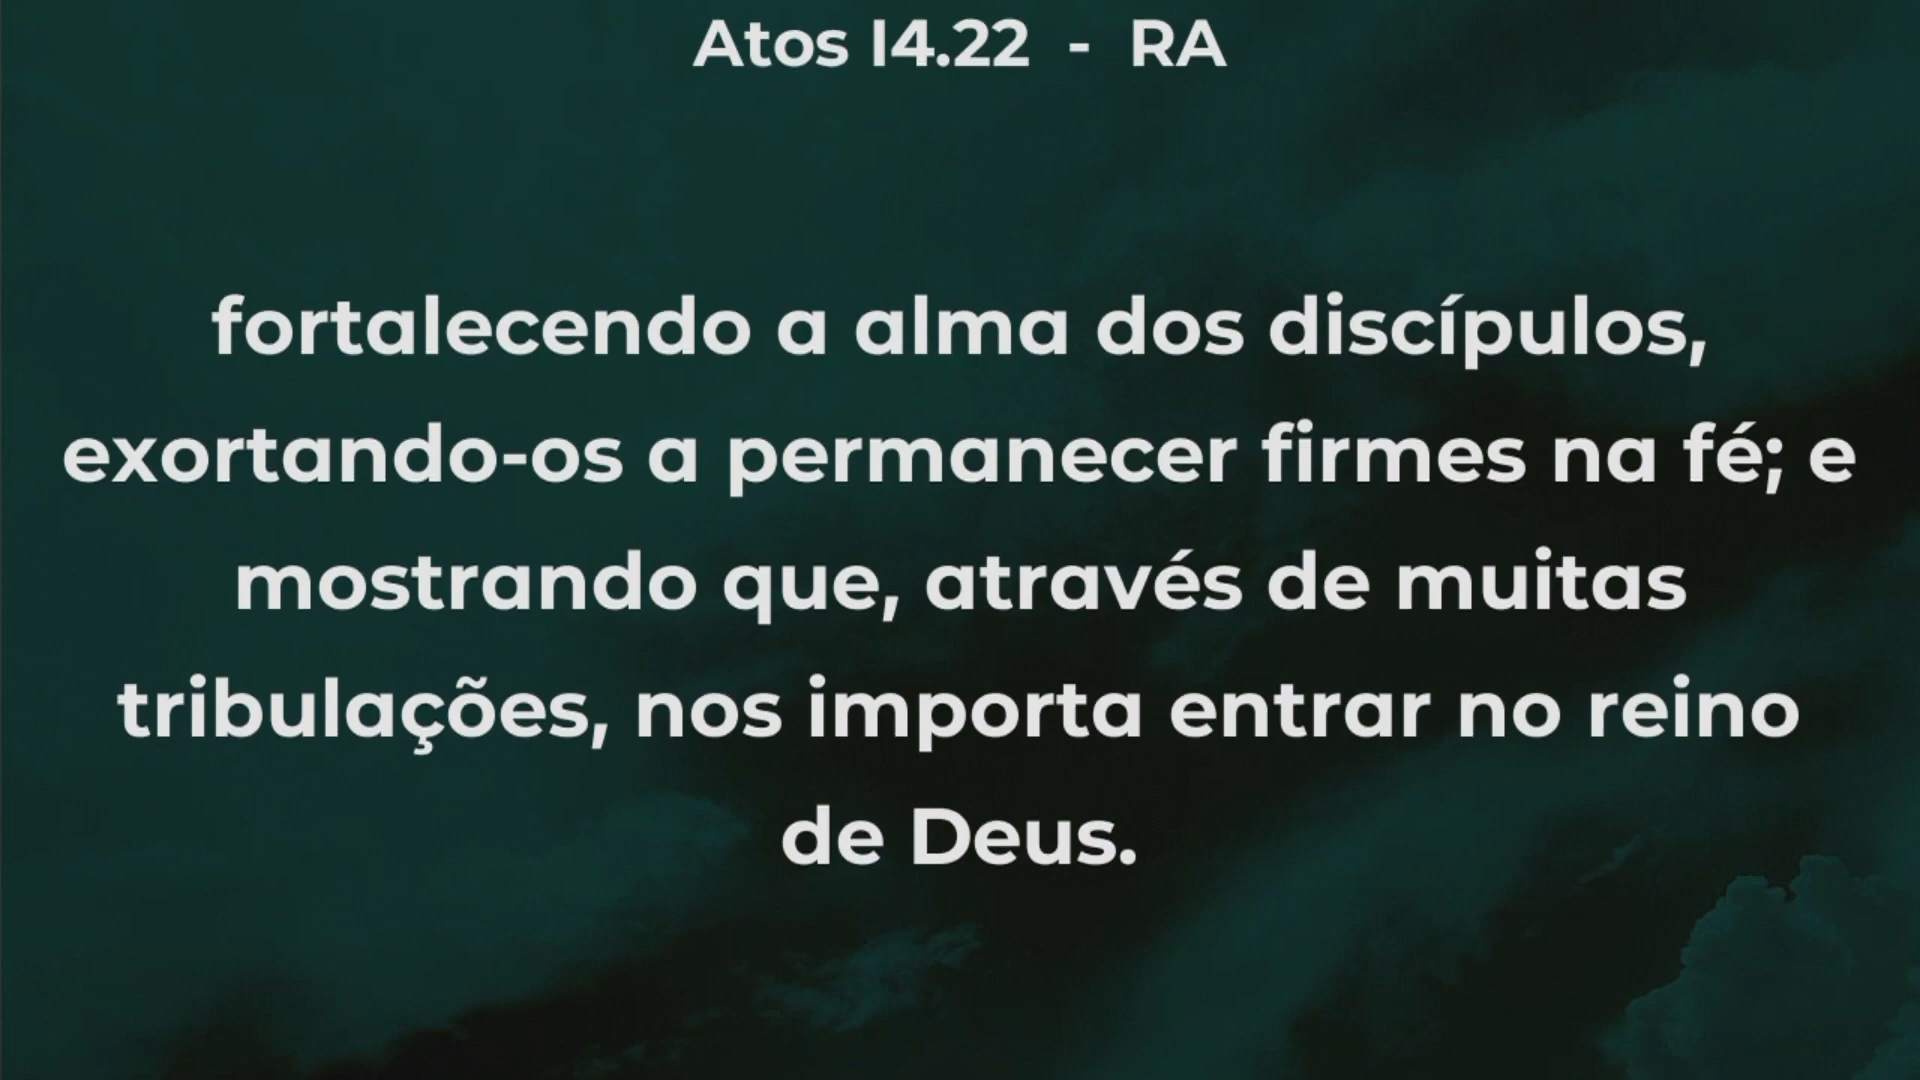 Atos 14.22 - RA
fortalecendo a alma dos discípulos,
exortando-os a permanecer firmes na fé; e
mostrando que, através de muitas
tribulações, nos importa entrar no reino
de Deus.